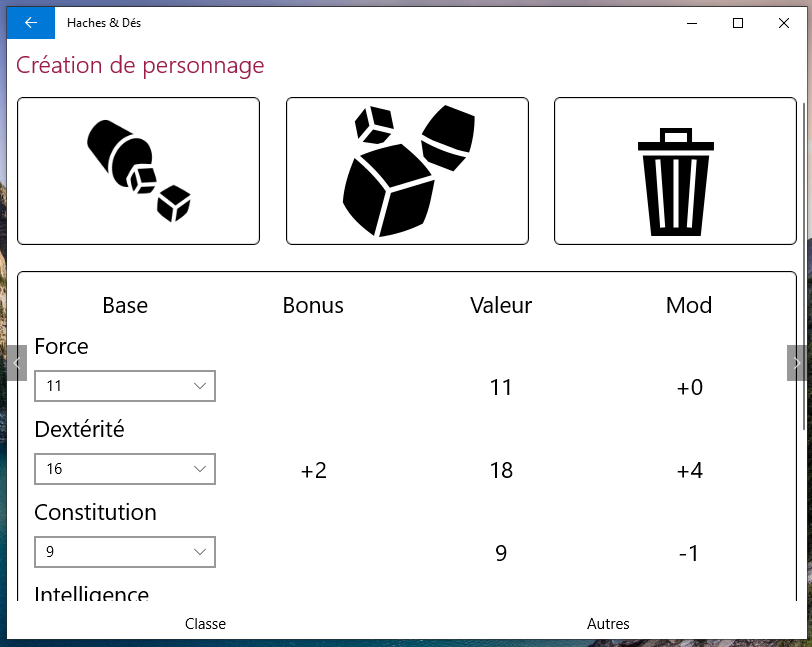 Haches & Dés
Création de personnage
Base Bonus Valeur Mod
Force
11 11 +0
Dextérité
16 +2 18 +4
Constitution
9 9 -1
Intelligence
Classe Autres